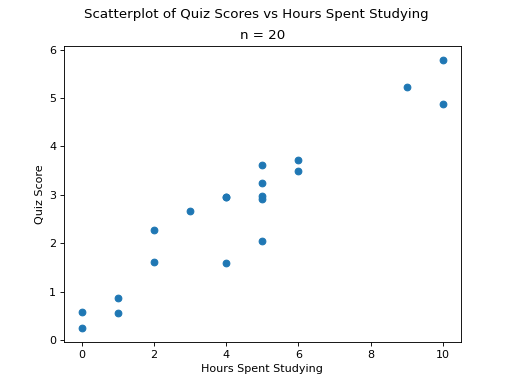 Scatterplot of Quiz Scores vs Hours Spent Studying
n = 20
6
5
4
3
2
1
0
Quiz Score
0 2 4 6 8 10
Hours Spent Studying